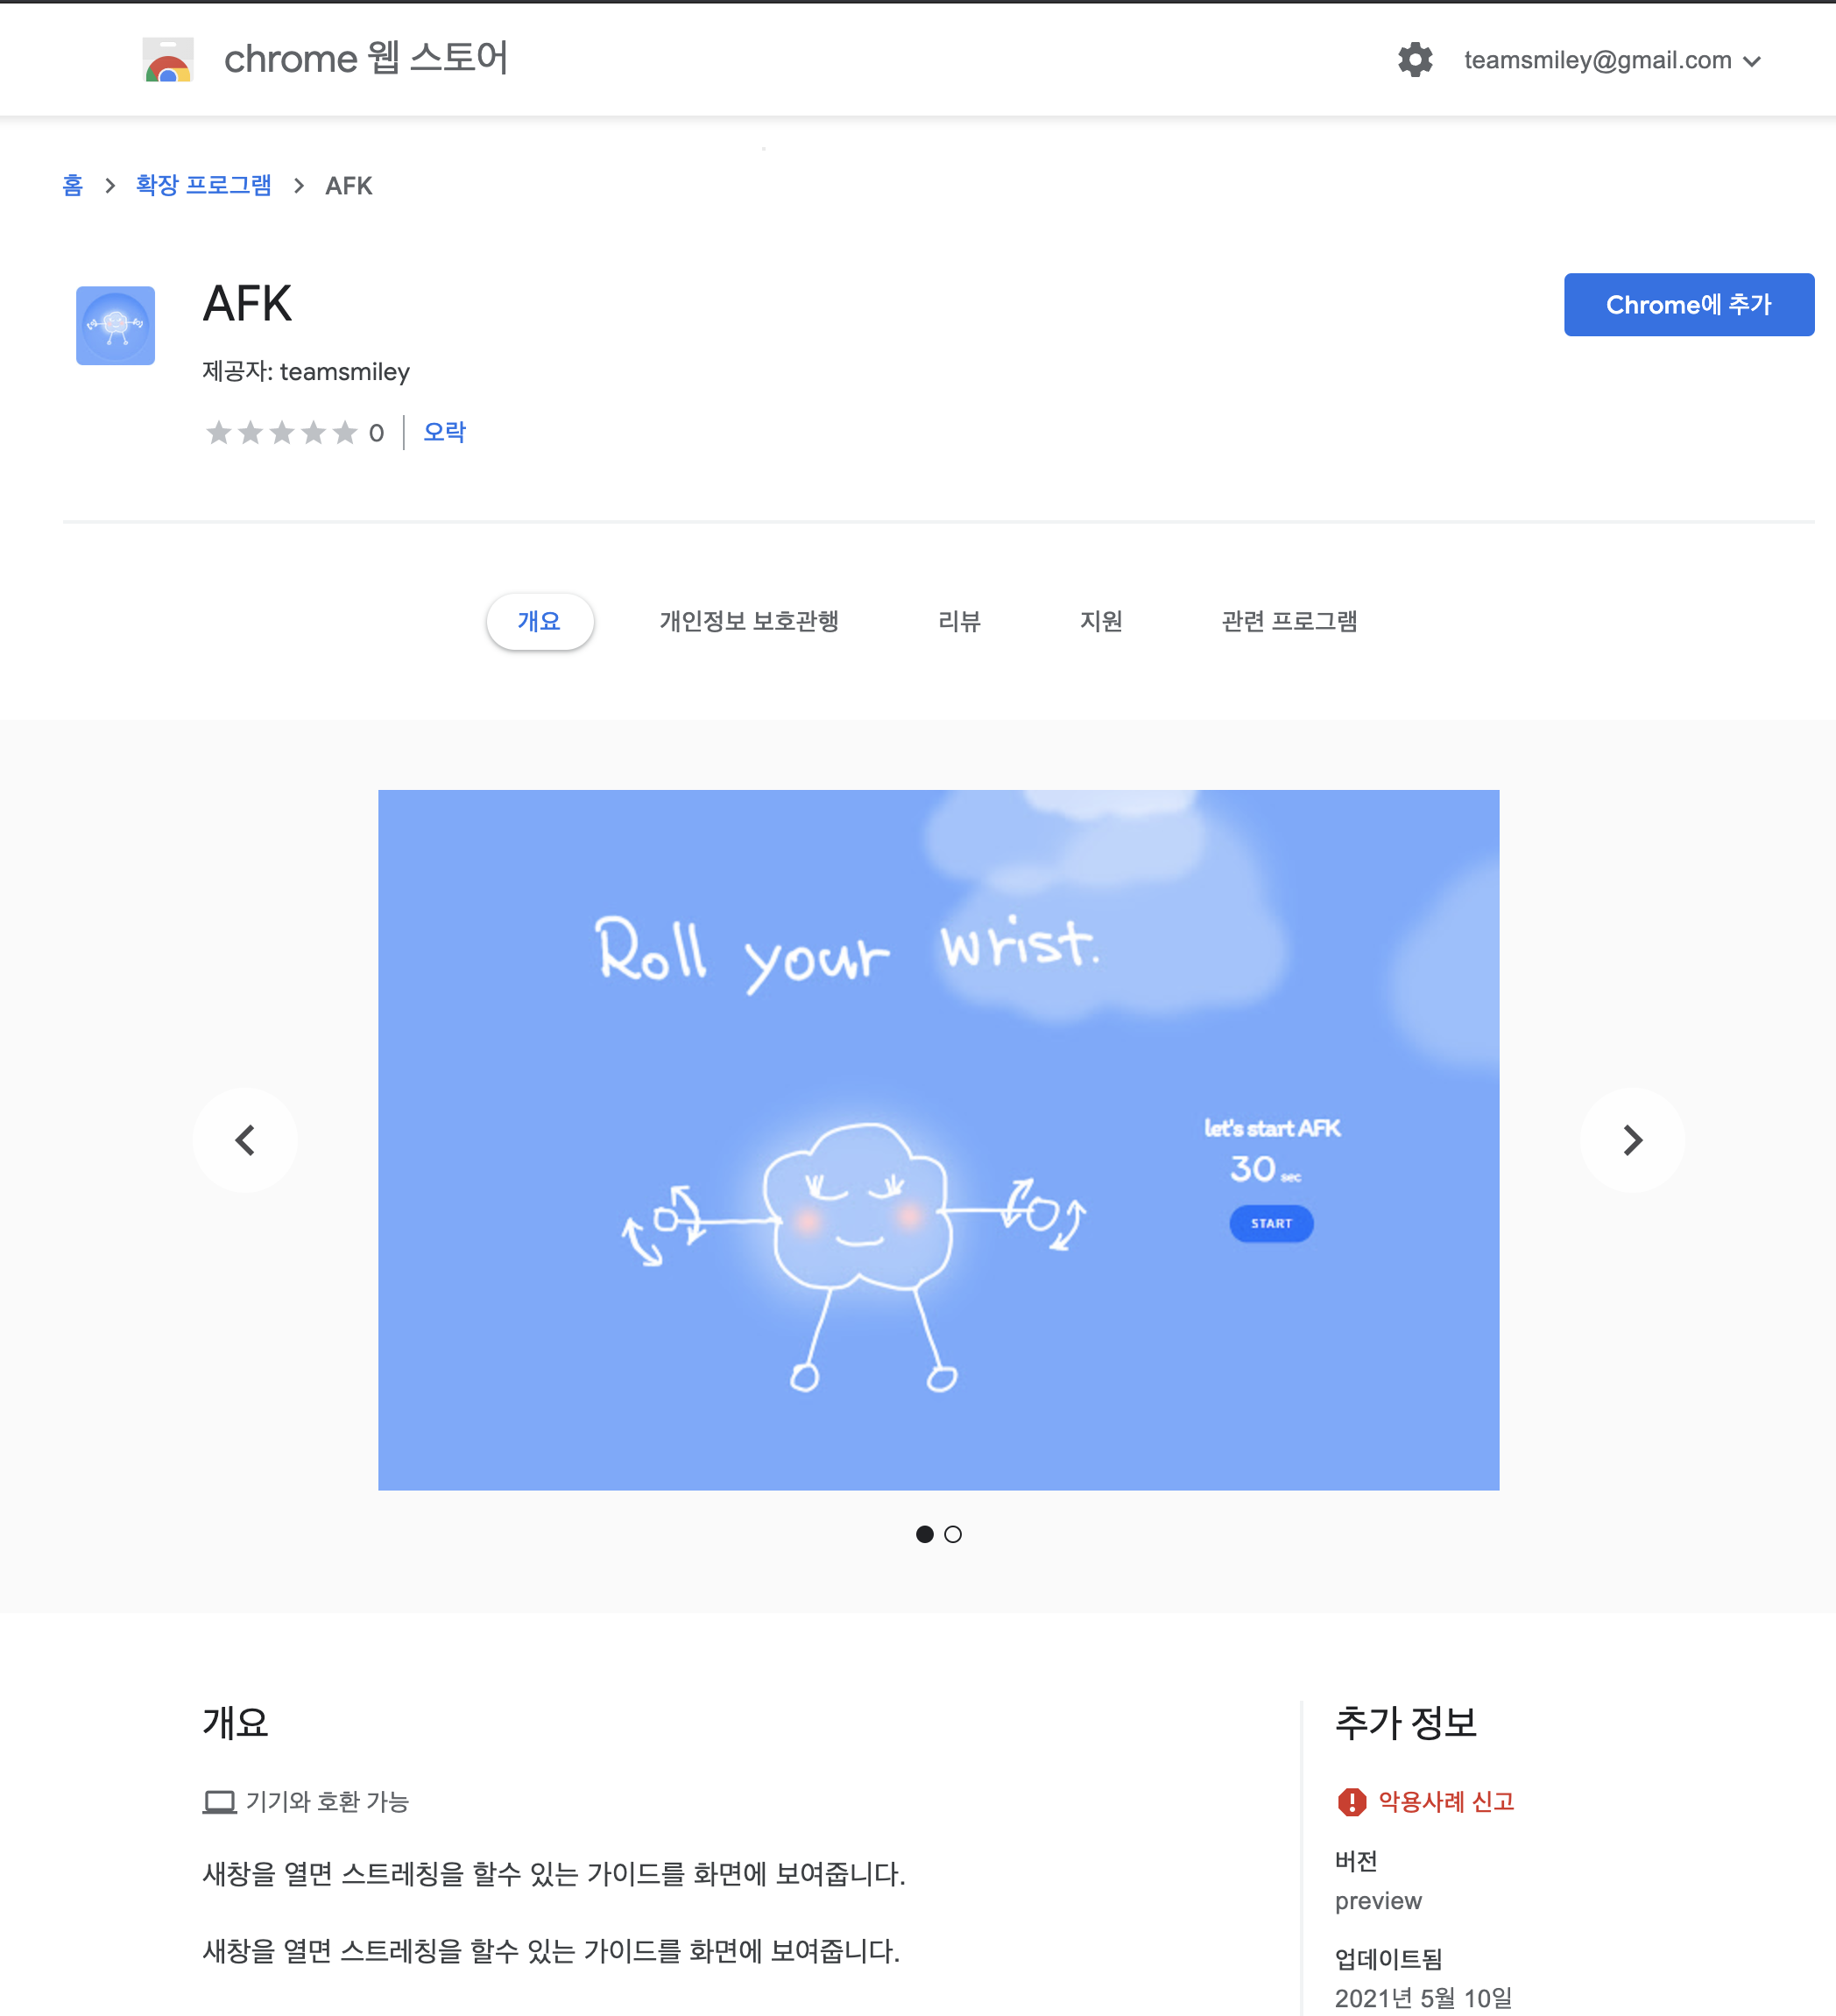 chrome 웹 스토어
teamsmiley@gmail.com
홈 > 확장 프로그램 > AFK
AFK
Chrome에 추가
제공자: teamsmiley
0 | 오락
개요
개인정보 보호관행
리뷰
지원
관련 프로그램
Roll your wrist.
let's start AFK
30 sec
START
개요
기기와 호환 가능
새창을 열면 스트레칭을 할수 있는 가이드를 화면에 보여줍니다.
새창을 열면 스트레칭을 할수 있는 가이드를 화면에 보여줍니다.
추가 정보
악용사례 신고
버전
preview
업데이트됨
2021년 5월 10일